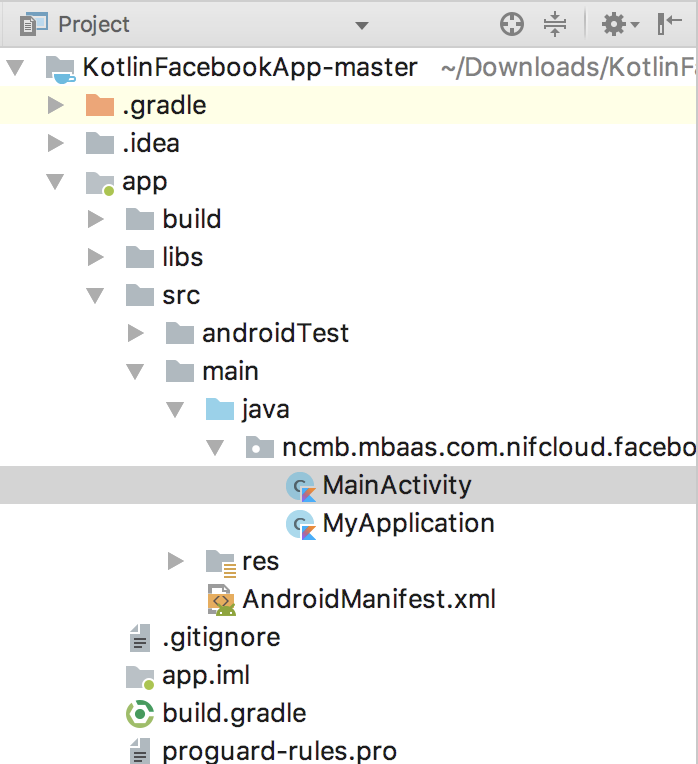 Project
KotlinFacebookApp-master ~/Downloads/KotlinFa
.gradle
.idea
app
build
libs
src
androidTest
main
java
ncmb.mbaas.com.nifcloud.facebo
MainActivity
MyApplication
res
AndroidManifest.xml
.gitignore
app.iml
build.gradle
proguard-rules.pro